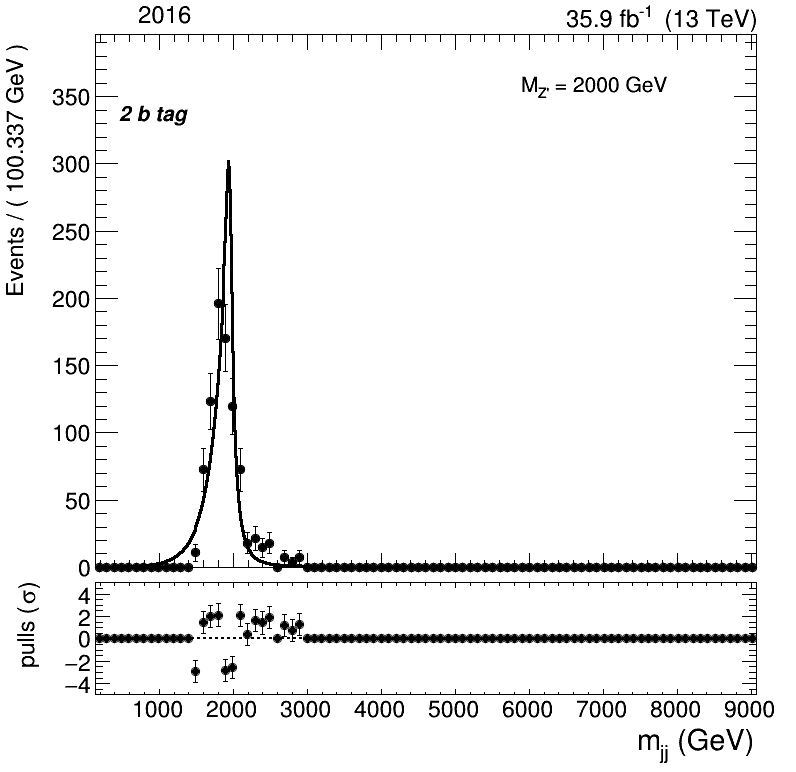 2016
35.9 fb⁻¹ (13 TeV)
Events / ( 100.337 GeV )
350
300
250
200
150
100
50
0
M_Z' = 2000 GeV
2 b tag
pulls (σ)
4
2
0
−2
−4
1000 2000 3000 4000 5000 6000 7000 8000 9000
m_jj (GeV)